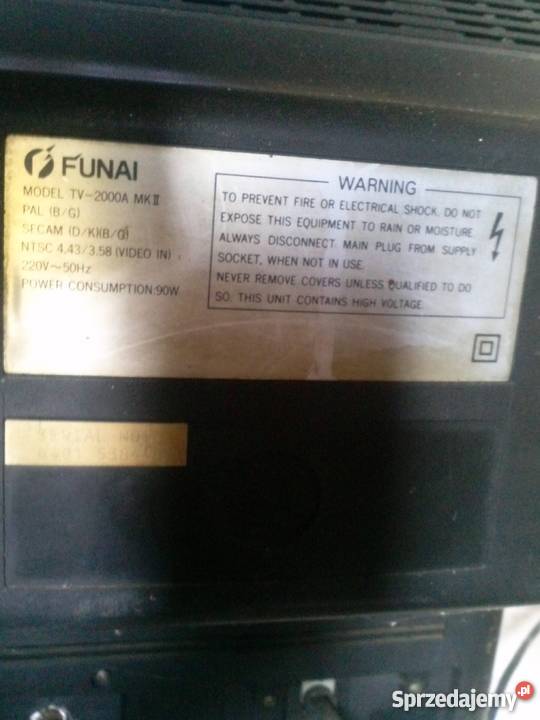 FUNAI
MODEL TV-2000A MKⅡ
PAL (B/G)
SECAM (D/K)(B/G)
NTSC 4.43/3.58 (VIDEO IN)
220V～50Hz
POWER CONSUMPTION:90W
WARNING
TO PREVENT FIRE OR ELECTRICAL SHOCK. DO NOT
EXPOSE THIS EQUIPMENT TO RAIN OR MOISTURE
ALWAYS DISCONNECT MAIN PLUG FROM SUPPLY
SOCKET, WHEN NOT IN USE.
NEVER REMOVE COVERS UNLESS QUALIFIED TO DO
SO. THIS UNIT CONTAINS HIGH VOLTAGE.
SERIAL NO.
Sprzedajemy.pl